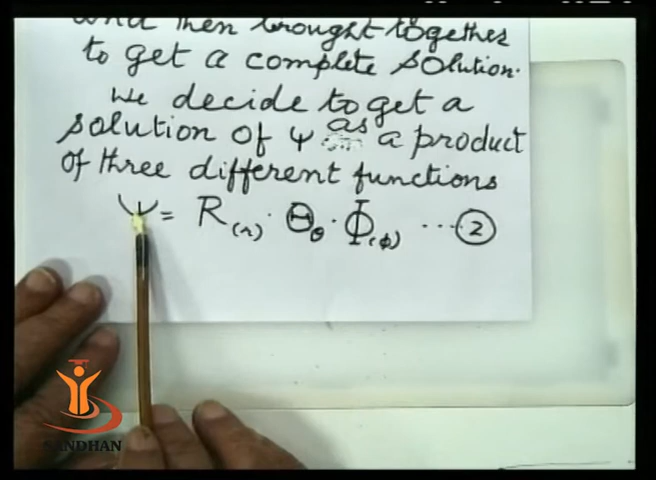 and then brought together
to get a complete solution.
We decide to get a
solution of ψ as a product
of three different functions
ψ = R(r) · Θθ · Φ(φ) ... ②
SANDHAN